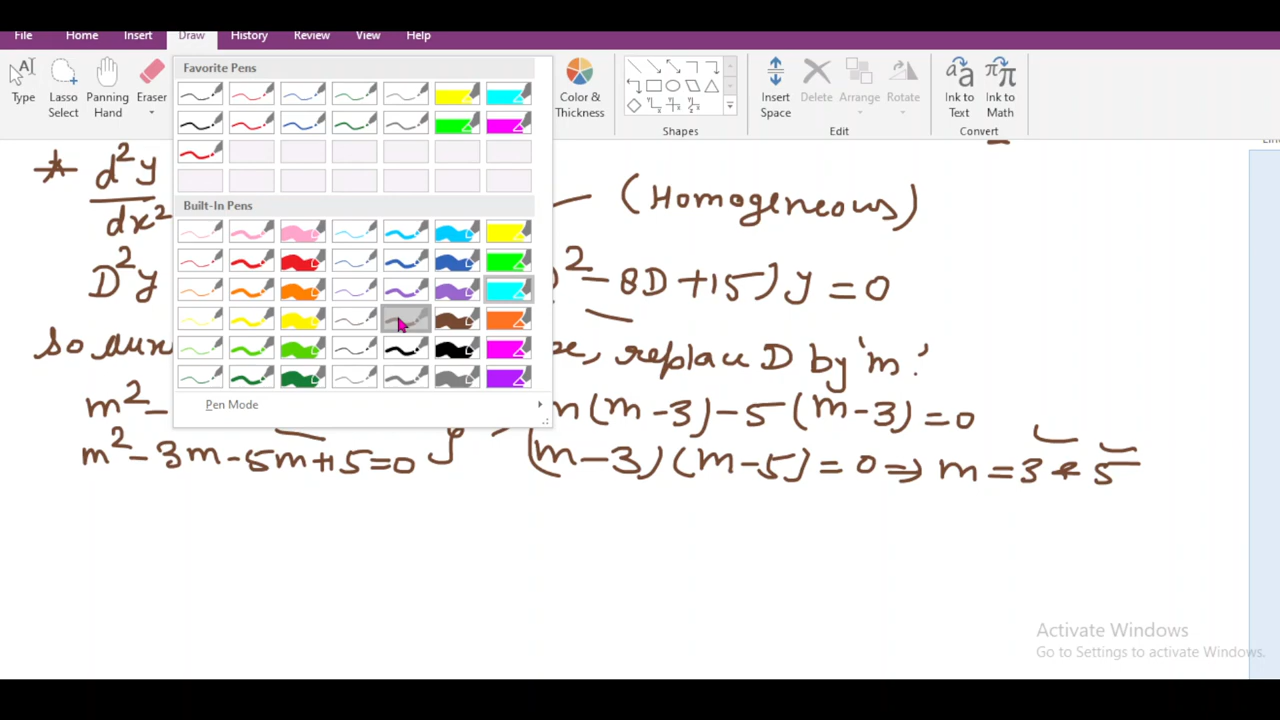 File Home Insert Draw History Review View Help
Type
Lasso Select
Panning Hand
Eraser
Favorite Pens
Built-In Pens
Pen Mode
Color & Thickness
Shapes
Insert Space
Delete
Arrange
Rotate
Edit
Ink to Text
Ink to Math
Convert
* d²y/dx² (Homogeneous)
D²y ² - 8D + 15) y = 0
So replace D by 'm'
m² - m(m - 3) - 5(m - 3) = 0
m² - 3m - 5m + 15 = 0 (m - 3)(m - 5) = 0 ⇒ m = 3 & 5
Activate Windows
Go to Settings to activate Windows.